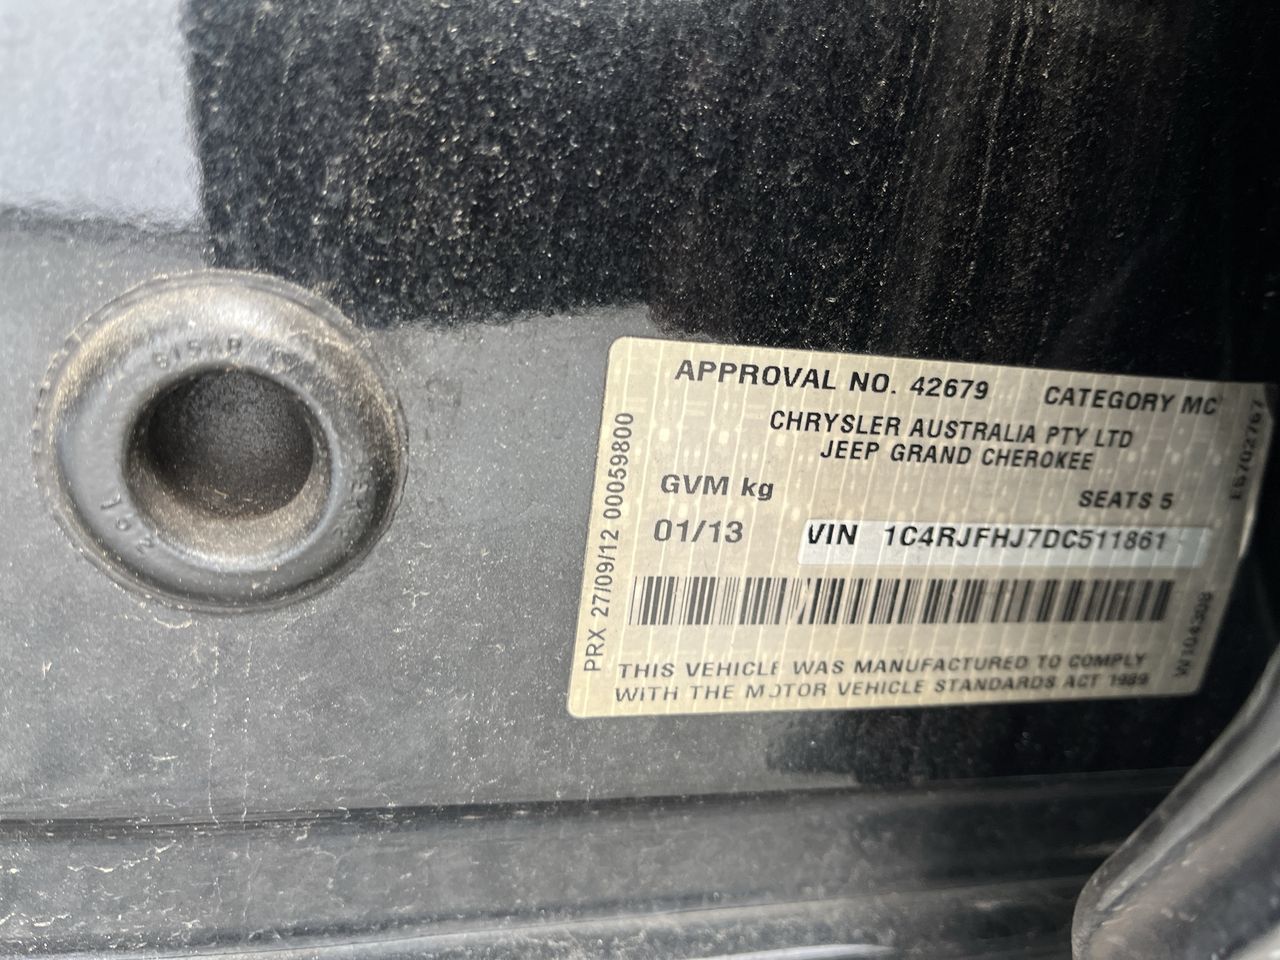 APPROVAL NO. 42679 CATEGORY MC
CHRYSLER AUSTRALIA PTY LTD
JEEP GRAND CHEROKEE
GVM kg SEATS 5
01/13 VIN 1C4RJFHJ7DC511861
THIS VEHICLE WAS MANUFACTURED TO COMPLY
WITH THE MOTOR VEHICLE STANDARDS ACT 1989
PRX 27/09/12 00059800
W104308